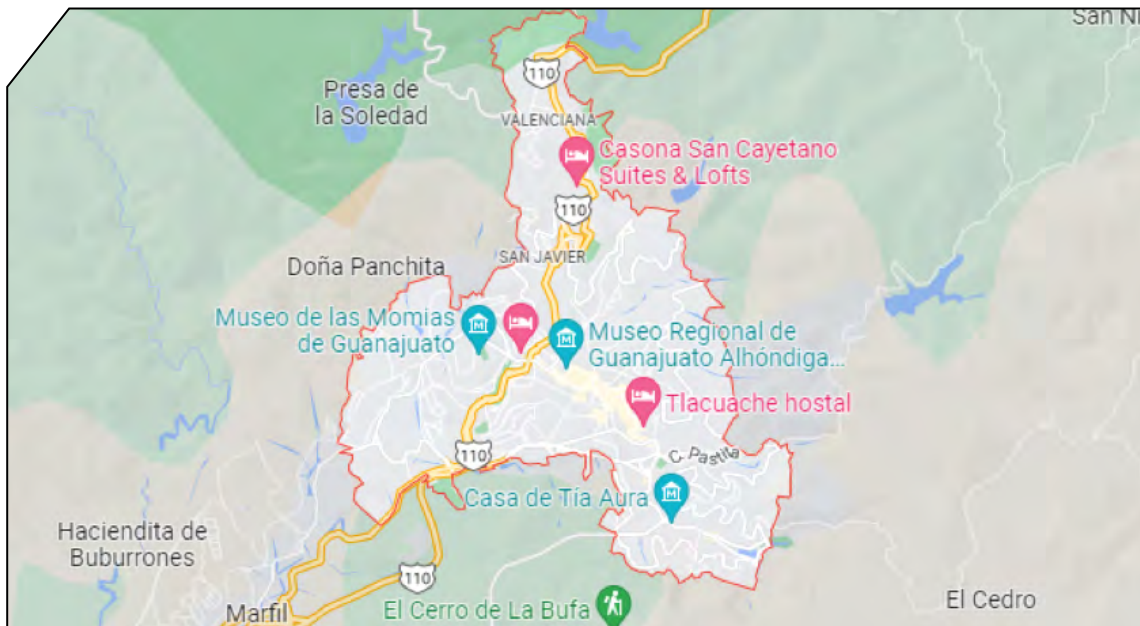 San Ni
110
Presa de
la Soledad
VALENCIANA
Casona San Cayetano
Suites & Lofts
110
SAN JAVIER
Doña Panchita
Museo de las Momias
de Guanajuato
Museo Regional de
Guanajuato Alhóndiga...
Tlacuache hostal
110
C. Pastita
Casa de Tía Aura
Haciendita de
Buburrones
110
El Cedro
Marfil
El Cerro de La Bufa